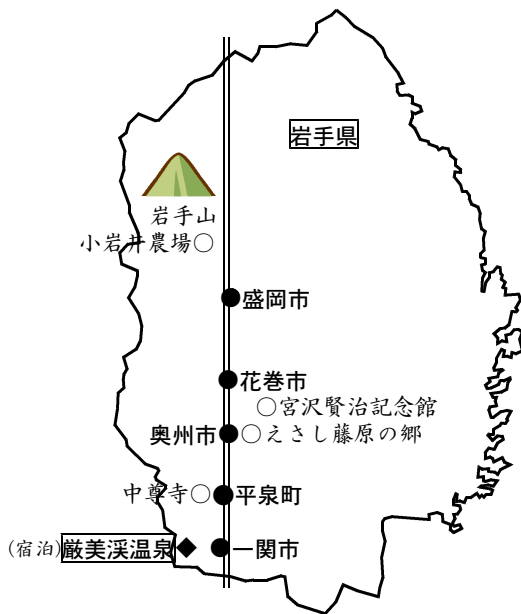 岩手県
岩手山
小岩井農場○
盛岡市
花巻市
○宮沢賢治記念館
奥州市
○えさし藤原の郷
中尊寺○
平泉町
(宿泊)
厳美渓温泉◆
一関市